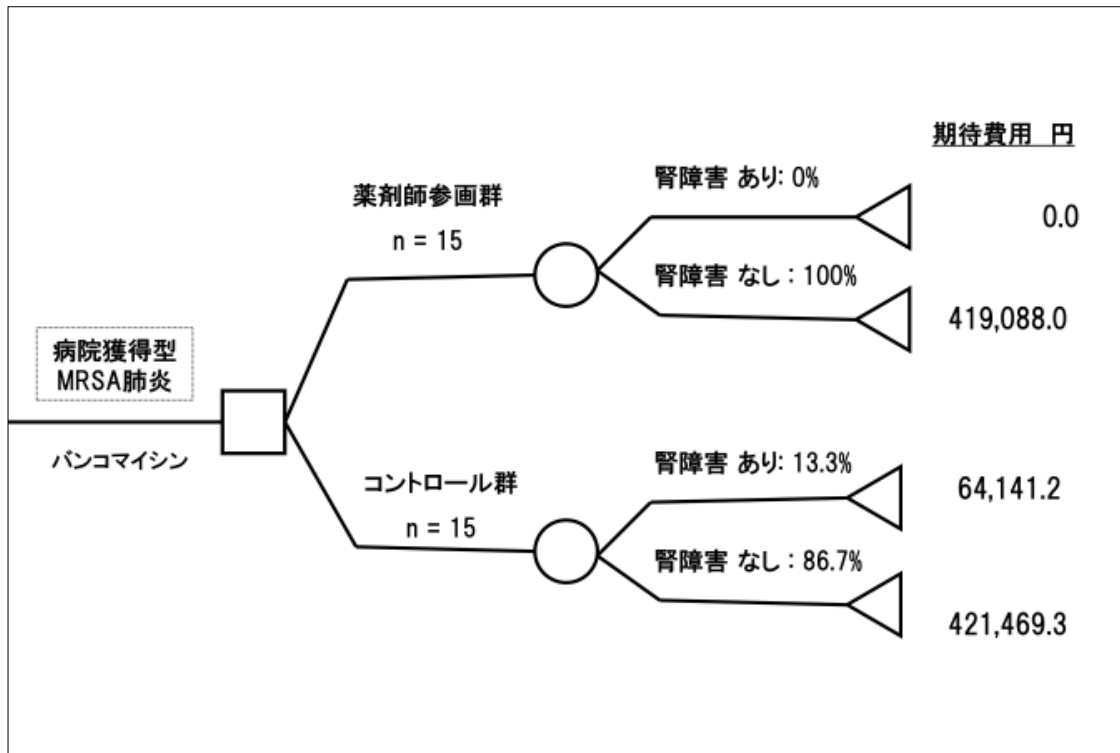 期待費用 円
腎障害 あり: 0%
薬剤師参画群
0.0
n = 15
腎障害 なし : 100%
419,088.0
病院獲得型
MRSA肺炎
バンコマイシン
腎障害 あり: 13.3%
コントロール群
64,141.2
n = 15
腎障害 なし : 86.7%
421,469.3